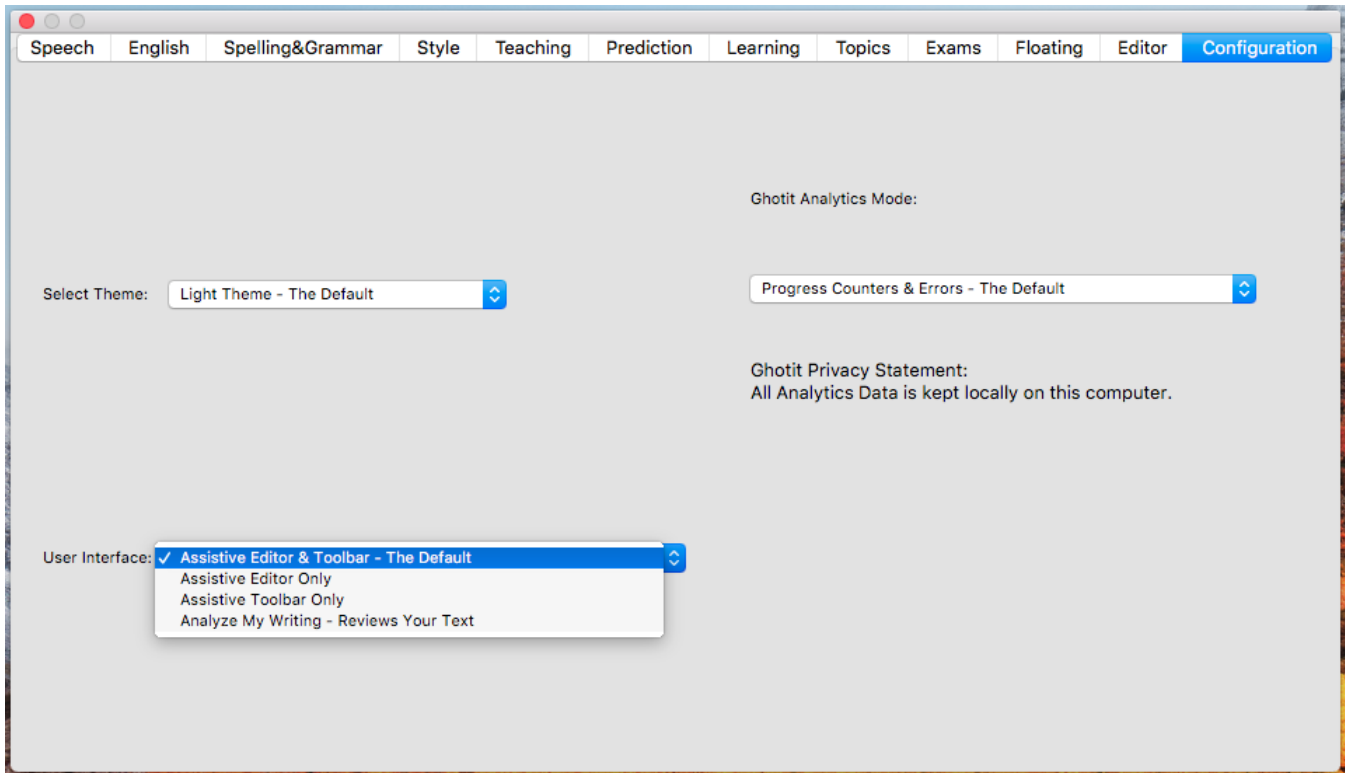 Speech English Spelling&Grammar Style Teaching Prediction Learning Topics Exams Floating Editor Configuration
Ghotit Analytics Mode:
Select Theme: Light Theme - The Default
Progress Counters & Errors - The Default
Ghotit Privacy Statement:
All Analytics Data is kept locally on this computer.
User Interface: ✓ Assistive Editor & Toolbar - The Default
Assistive Editor Only
Assistive Toolbar Only
Analyze My Writing - Reviews Your Text